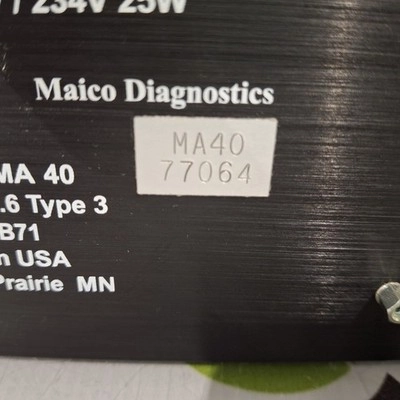 234V 25W
Maico Diagnostics
MA40
77064
MA 40
.6 Type 3
B71
n USA
Prairie MN